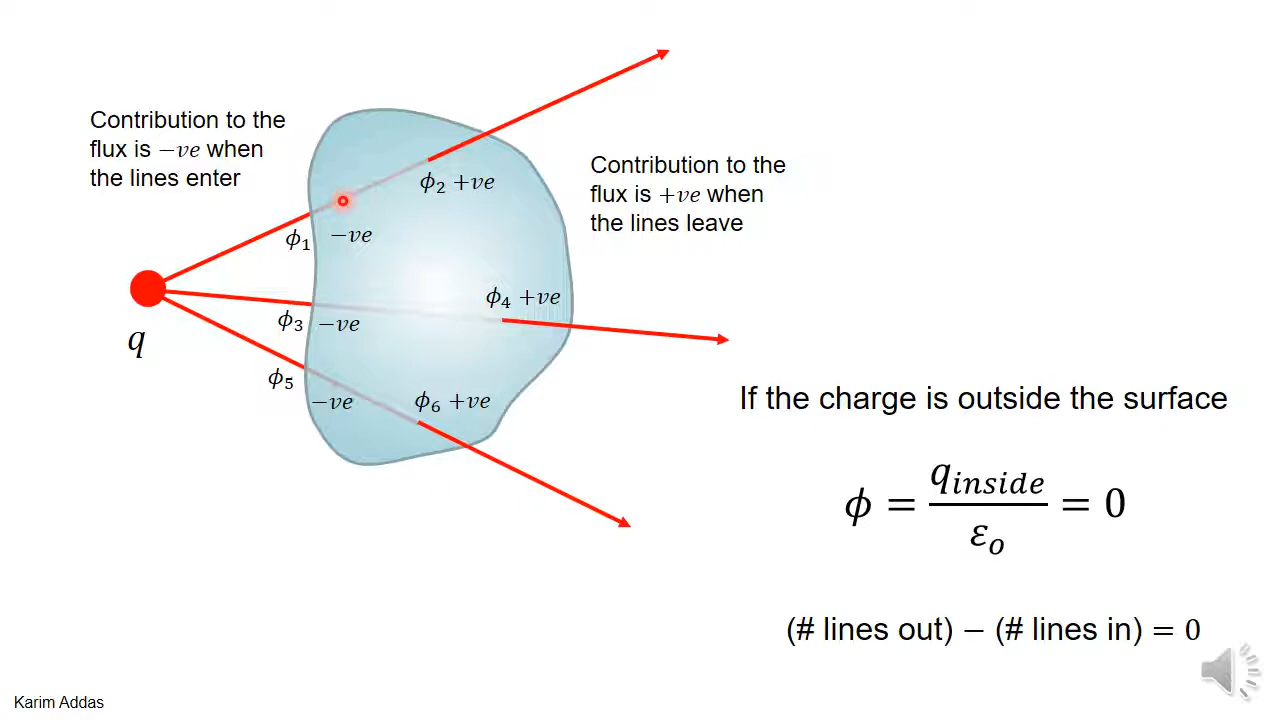 Contribution to the
flux is −ve when
the lines enter
Contribution to the
flux is +ve when
the lines leave
ϕ₂ +ve
ϕ₁ −ve
ϕ₄ +ve
ϕ₃ −ve
q
ϕ₅ −ve
ϕ₆ +ve
If the charge is outside the surface
ϕ = q_inside / ε_o = 0
(# lines out) − (# lines in) = 0
Karim Addas